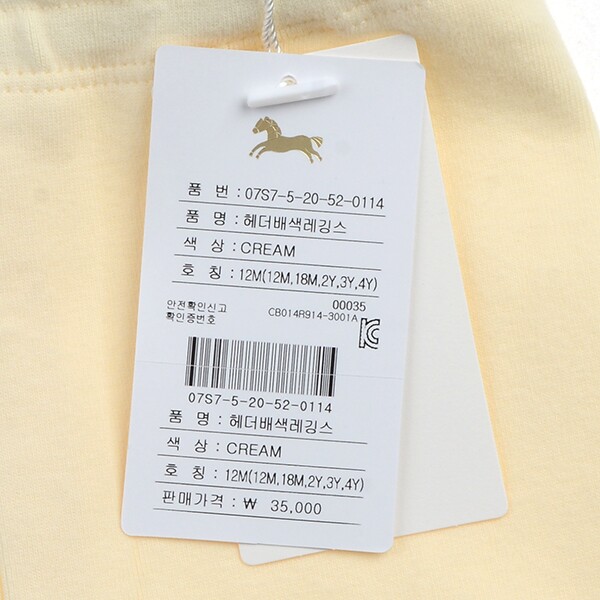 품 번 : 07S7-5-20-52-0114
품 명 : 헤더배색레깅스
색 상 : CREAM
호 칭 : 12M(12M,18M,2Y,3Y,4Y)
00035
안전확인신고
확인증번호 CB014R914-3001A
07S7-5-20-52-0114
품 명 : 헤더배색레깅스
색 상 : CREAM
호 칭 : 12M(12M,18M,2Y,3Y,4Y)
판매가격 : ₩ 35,000